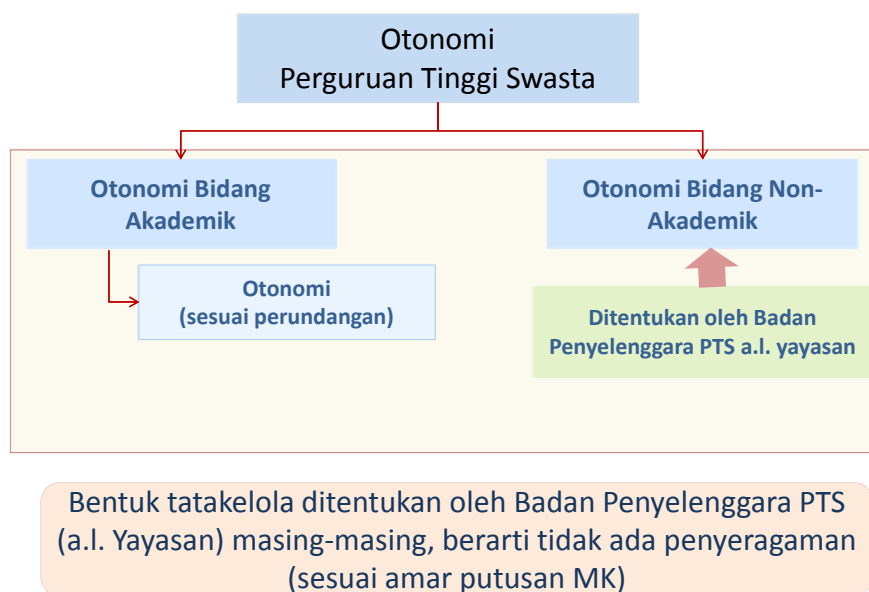 Otonomi
Perguruan Tinggi Swasta
Otonomi Bidang
Akademik
Otonomi Bidang Non-
Akademik
Otonomi
(sesuai perundangan)
Ditentukan oleh Badan
Penyelenggara PTS a.l. yayasan
Bentuk tatakelola ditentukan oleh Badan Penyelenggara PTS
(a.l. Yayasan) masing-masing, berarti tidak ada penyeragaman
(sesuai amar putusan MK)